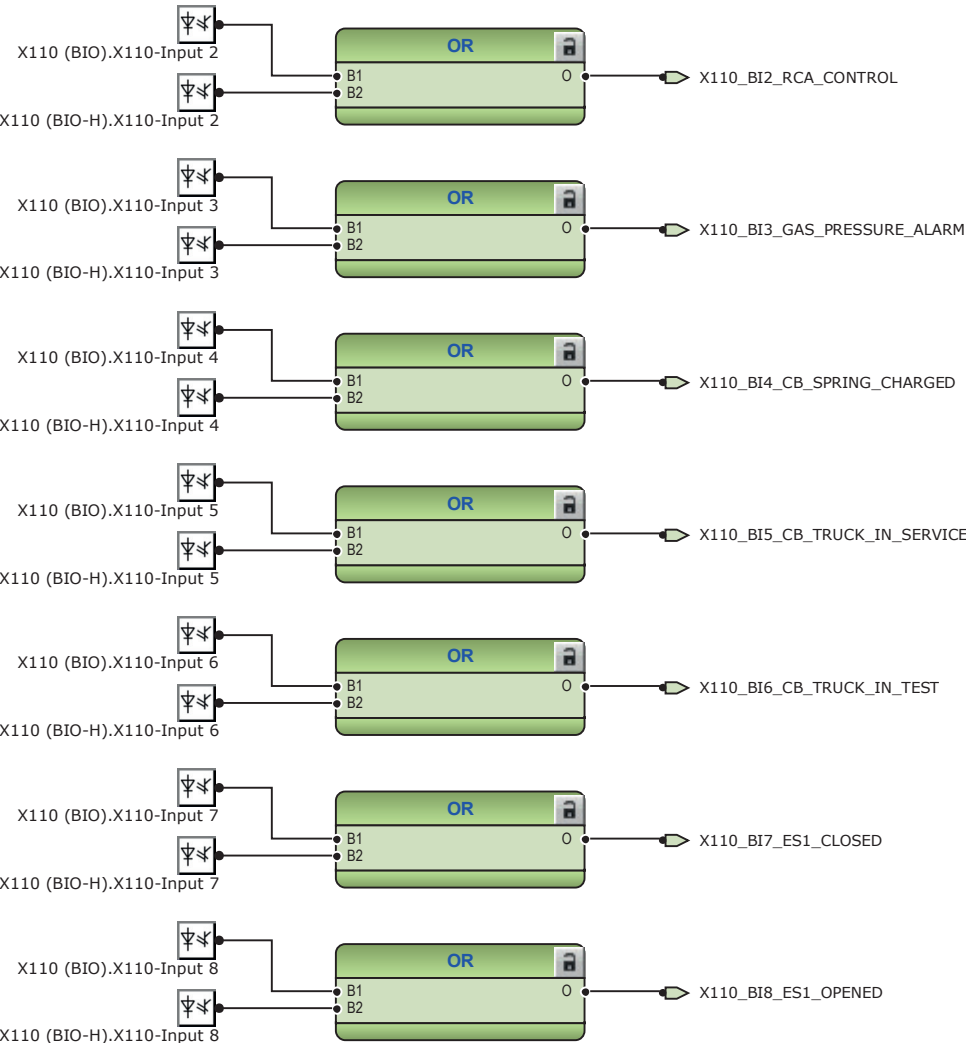 X110 (BIO).X110-Input 2
OR
B1
O
X110_BI2_RCA_CONTROL
B2
X110 (BIO-H).X110-Input 2
X110 (BIO).X110-Input 3
OR
B1
O
X110_BI3_GAS_PRESSURE_ALARM
B2
X110 (BIO-H).X110-Input 3
X110 (BIO).X110-Input 4
OR
B1
O
X110_BI4_CB_SPRING_CHARGED
B2
X110 (BIO-H).X110-Input 4
X110 (BIO).X110-Input 5
OR
B1
O
X110_BI5_CB_TRUCK_IN_SERVICE
B2
X110 (BIO-H).X110-Input 5
X110 (BIO).X110-Input 6
OR
B1
O
X110_BI6_CB_TRUCK_IN_TEST
B2
X110 (BIO-H).X110-Input 6
X110 (BIO).X110-Input 7
OR
B1
O
X110_BI7_ES1_CLOSED
B2
X110 (BIO-H).X110-Input 7
X110 (BIO).X110-Input 8
OR
B1
O
X110_BI8_ES1_OPENED
B2
X110 (BIO-H).X110-Input 8